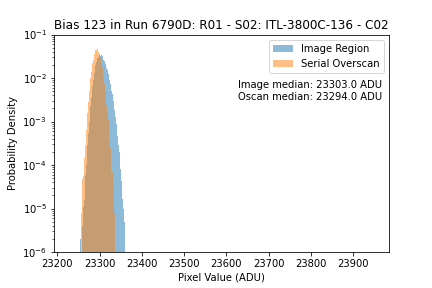 Bias 123 in Run 6790D: R01 - S02: ITL-3800C-136 - C02
Image Region
Serial Overscan
Image median: 23303.0 ADU
Oscan median: 23294.0 ADU
Probability Density
10⁻¹
10⁻²
10⁻³
10⁻⁴
10⁻⁵
10⁻⁶
23200 23300 23400 23500 23600 23700 23800 23900
Pixel Value (ADU)